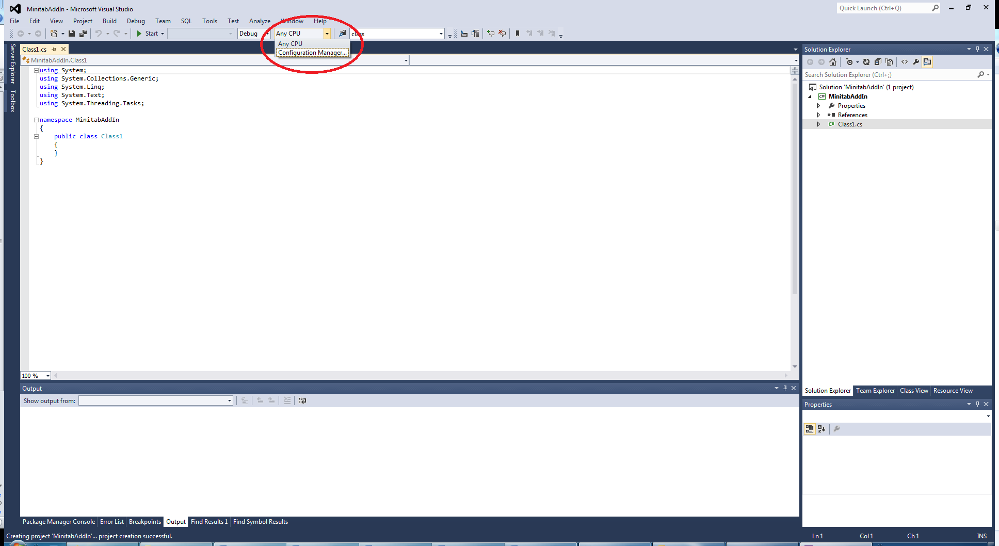 MinitabAddIn - Microsoft Visual Studio
Quick Launch (Ctrl+Q)
File Edit View Project Build Debug Team SQL Tools Test Analyze Window Help
Start Debug Any CPU class
Any CPU
Configuration Manager...
Server Explorer
Toolbox
Class1.cs
MinitabAddIn.Class1
using System;
using System.Collections.Generic;
using System.Linq;
using System.Text;
using System.Threading.Tasks;
namespace MinitabAddIn
{
public class Class1
{
}
}
100 %
Output
Show output from:
Package Manager Console Error List Breakpoints Output Find Results 1 Find Symbol Results
Solution Explorer
Search Solution Explorer (Ctrl+;)
Solution 'MinitabAddIn' (1 project)
MinitabAddIn
Properties
References
Class1.cs
Solution Explorer Team Explorer Class View Resource View
Properties
Creating project 'MinitabAddIn'... project creation successful.
Ln 1 Col 1 Ch 1 INS